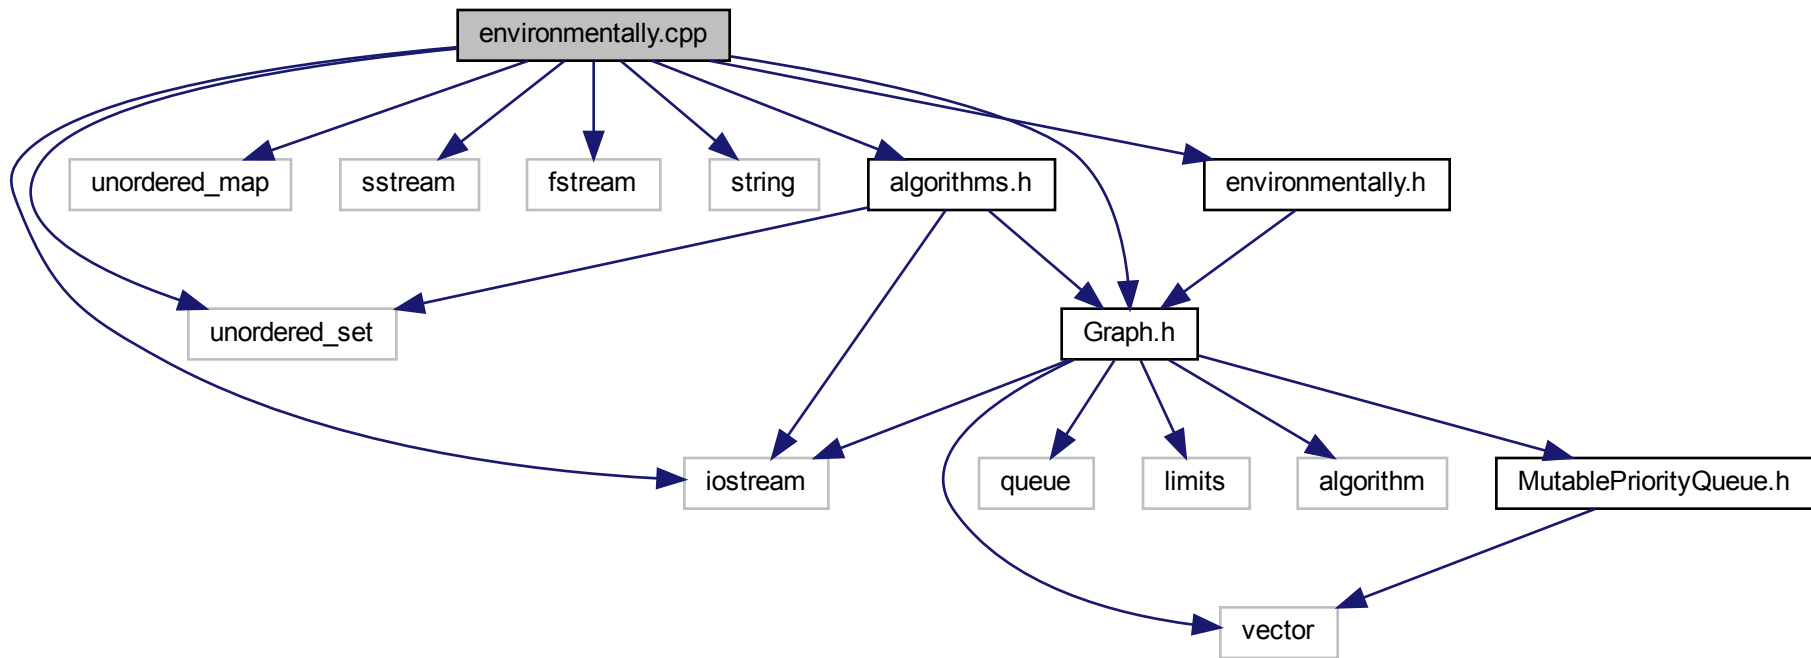 environmentally.cpp
unordered_map
sstream
fstream
string
algorithms.h
environmentally.h
unordered_set
Graph.h
iostream
queue
limits
algorithm
MutablePriorityQueue.h
vector